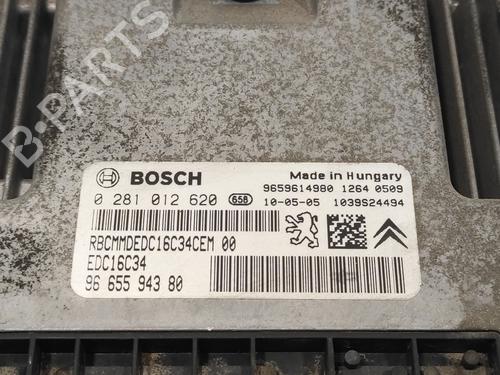 BOSCH
Made in Hungary
0 281 012 620 658
9659614980 1264 0509
10-05-05 1039S24494
RBCMMDEDC16C34CEM 00
EDC16C34
96 655 943 80
B-PARTS